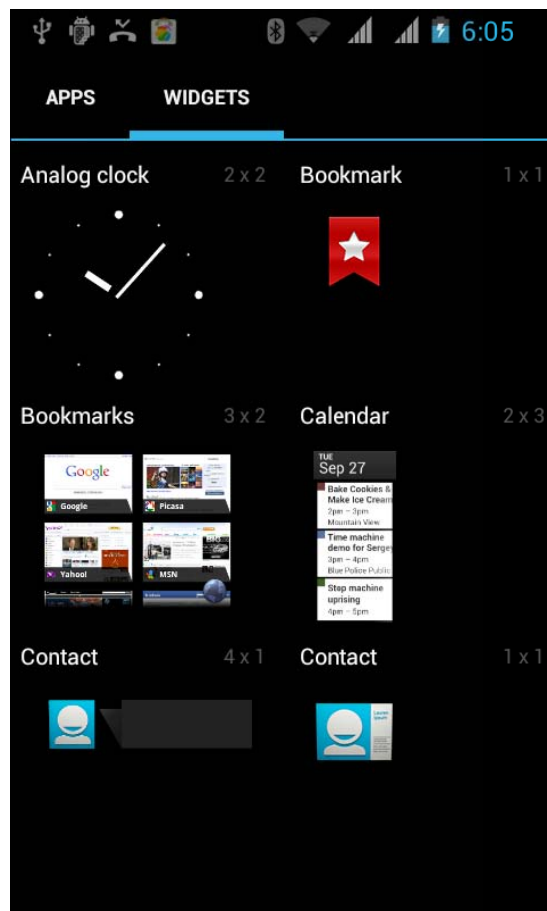 6:05
APPS WIDGETS
Analog clock 2 x 2
Bookmark 1 x 1
Bookmarks 3 x 2
Google
Google
Picasa
Yahoo!
MSN
Calendar 2 x 3
TUE
Sep 27
Bake Cookies &
Make Ice Cream
2pm – 3pm
Mountain View
Time machine
demo for Sergey
3pm – 4pm
Blue Police Public
Stop machine
uprising
4pm – 5pm
Contact 4 x 1
Contact 1 x 1